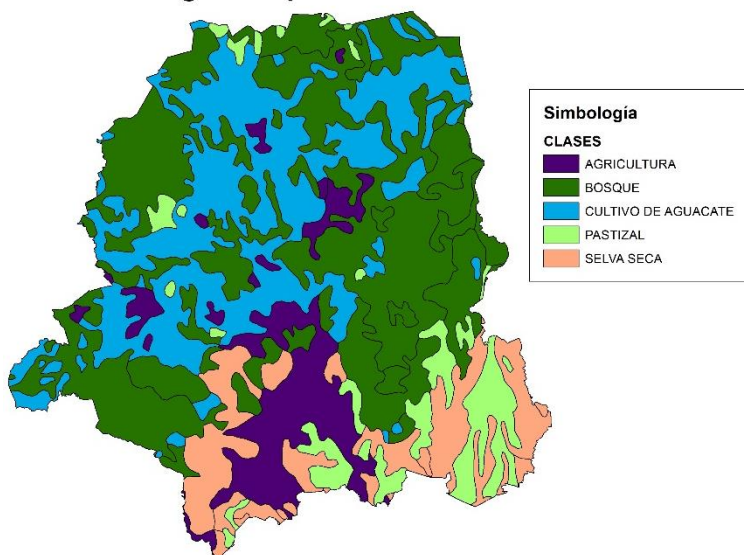 Simbología
CLASES
AGRICULTURA
BOSQUE
CULTIVO DE AGUACATE
PASTIZAL
SELVA SECA